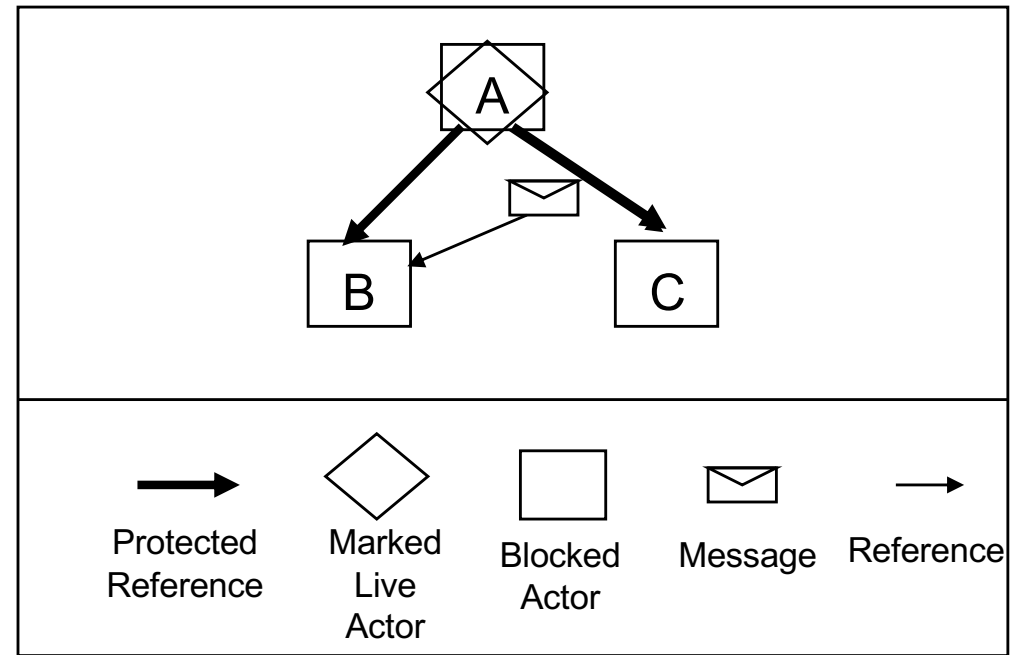 A
B
C
Protected
Reference
Marked
Live
Actor
Blocked
Actor
Message
Reference